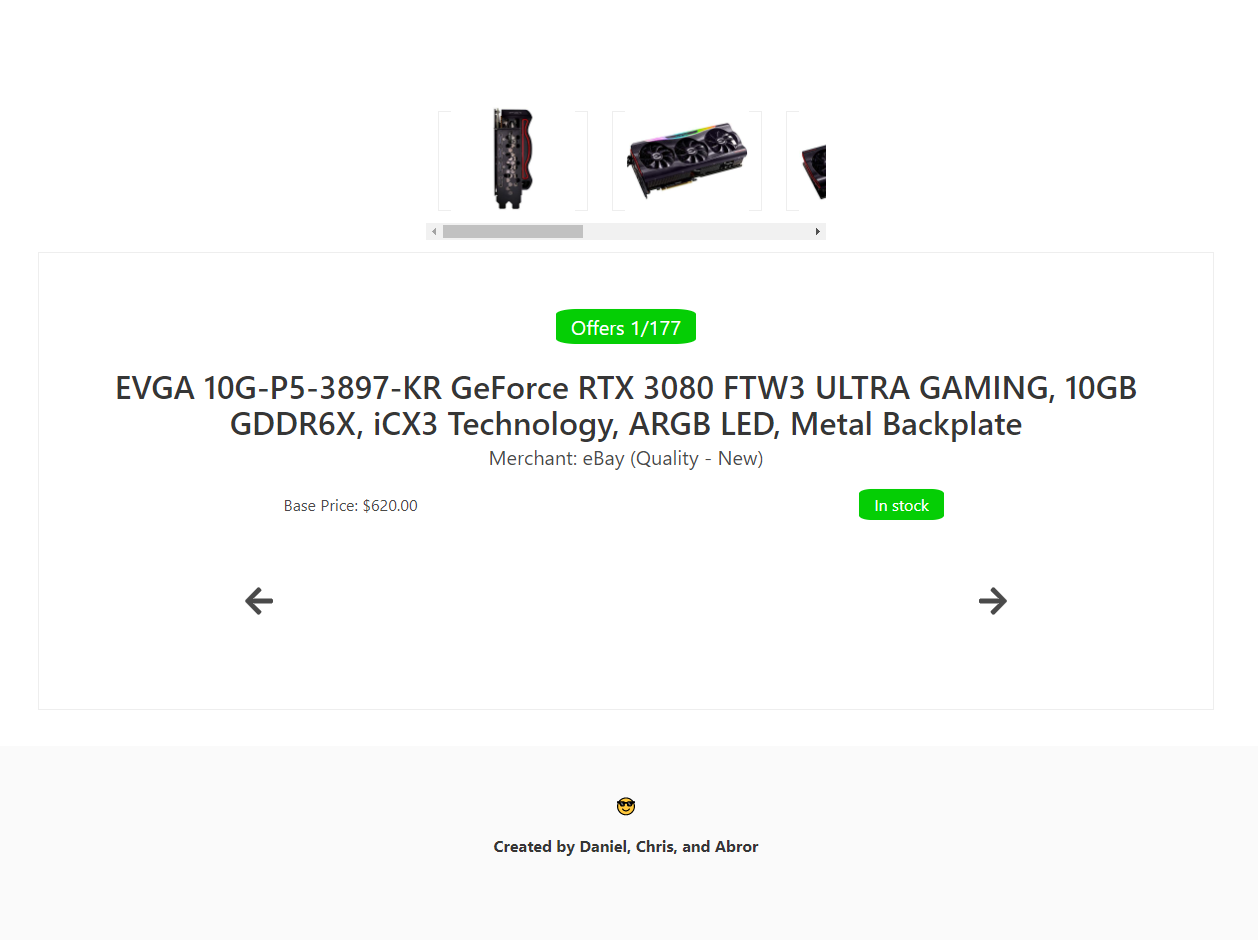 Offers 1/177
EVGA 10G-P5-3897-KR GeForce RTX 3080 FTW3 ULTRA GAMING, 10GB
GDDR6X, iCX3 Technology, ARGB LED, Metal Backplate
Merchant: eBay (Quality - New)
Base Price: $620.00
In stock
Created by Daniel, Chris, and Abror